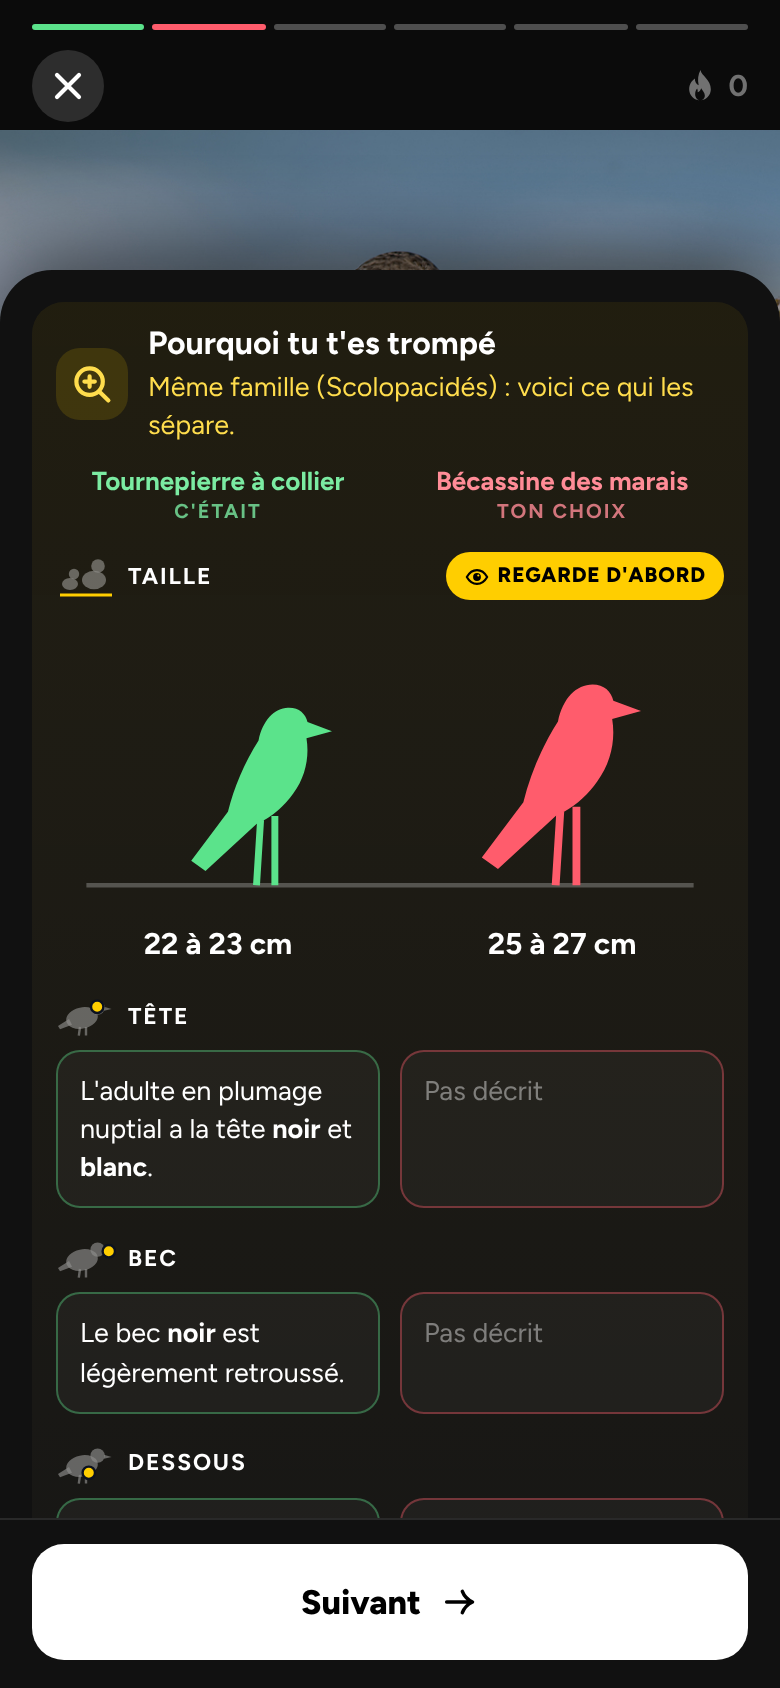 0
Pourquoi tu t'es trompé
Même famille (Scolopacidés) : voici ce qui les
sépare.
Tournepierre à collier
C'ÉTAIT
Bécassine des marais
TON CHOIX
TAILLE
REGARDE D'ABORD
22 à 23 cm
25 à 27 cm
TÊTE
L'adulte en plumage
nuptial a la tête noir et
blanc.
Pas décrit
BEC
Le bec noir est
légèrement retroussé.
Pas décrit
DESSOUS
Suivant →